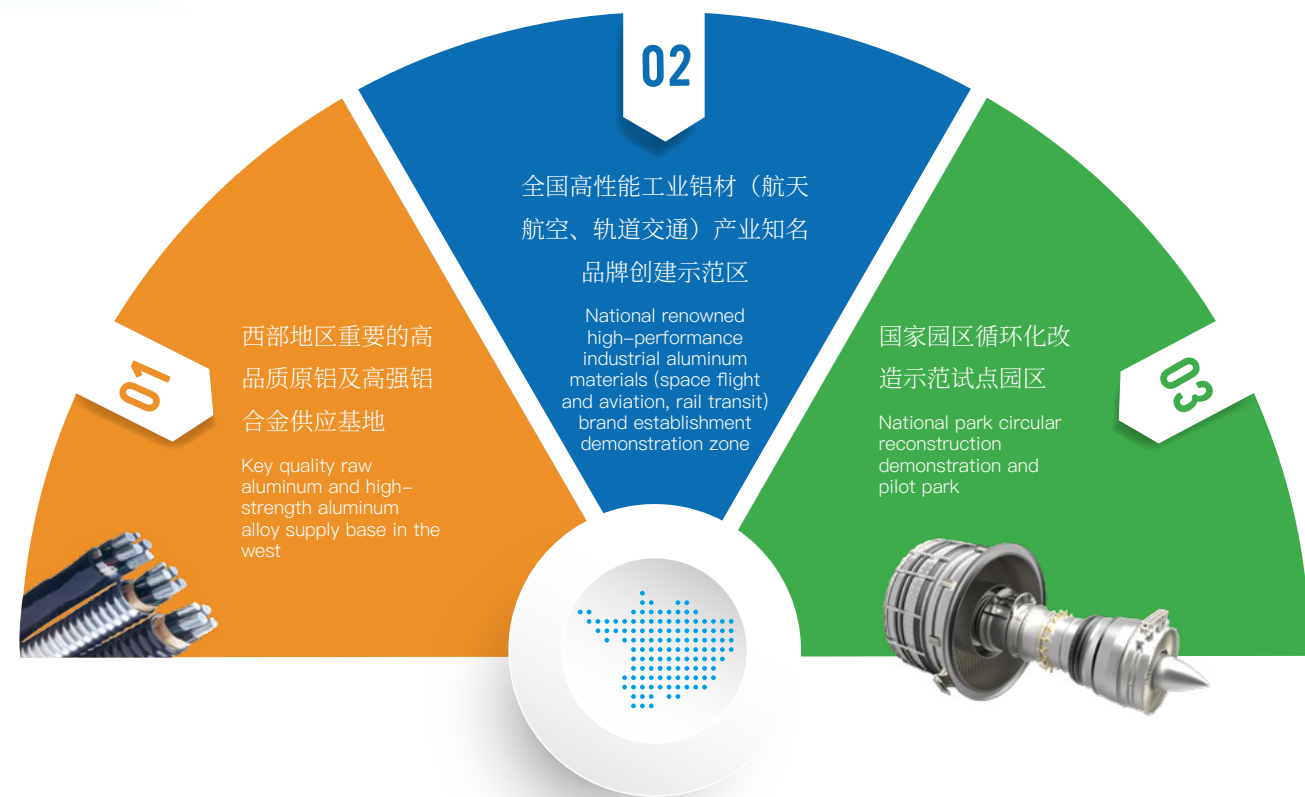 01
西部地区重要的高
品质原铝及高强铝
合金供应基地
Key quality raw
aluminum and high-
strength aluminum
alloy supply base in the
west
02
全国高性能工业铝材（航天
航空、轨道交通）产业知名
品牌创建示范区
National renowned
high-performance
industrial aluminum
materials (space flight
and aviation, rail transit)
brand establishment
demonstration zone
03
国家园区循环化改
造示范试点园区
National park circular
reconstruction
demonstration and
pilot park